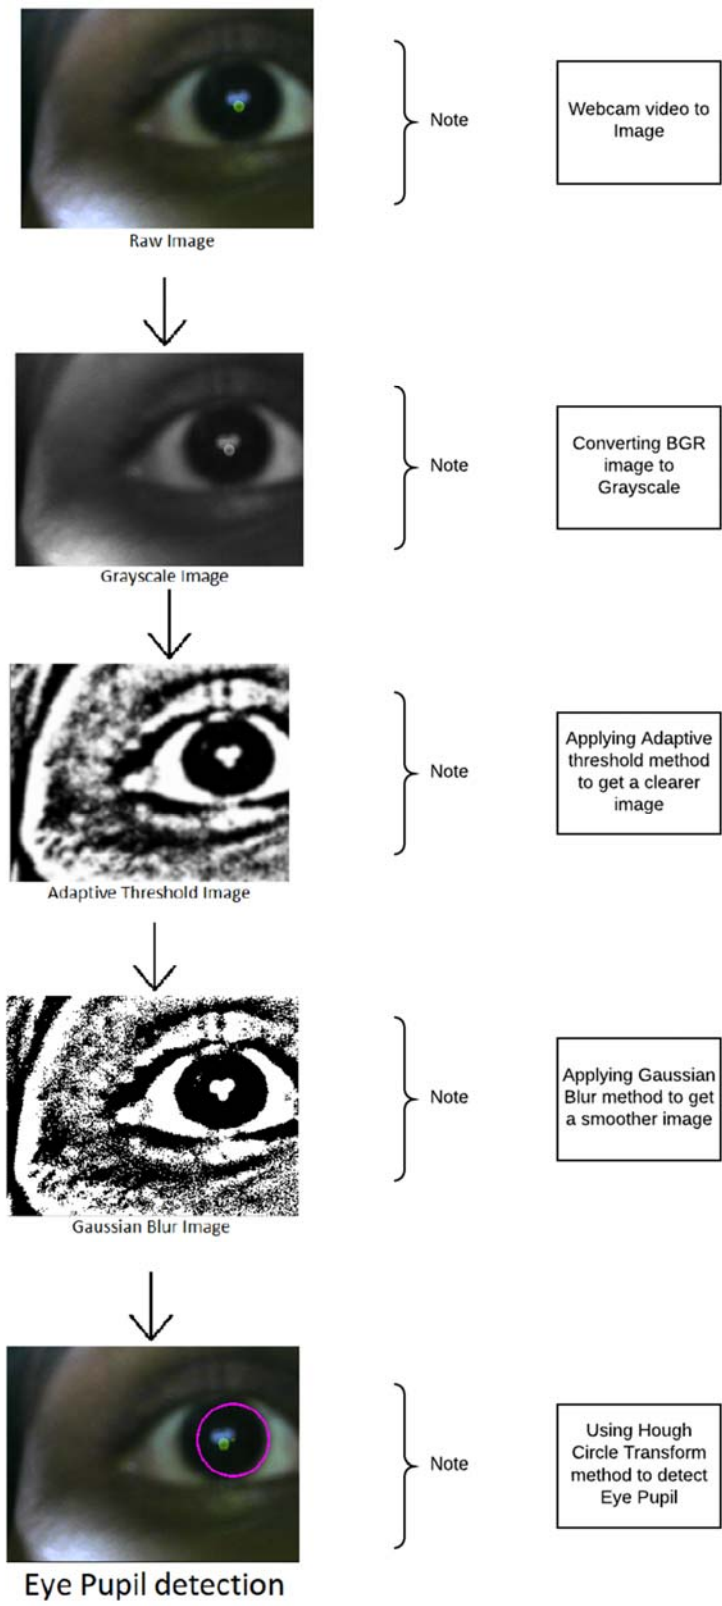 Note
Webcam video to
Image
Raw Image
Note
Converting BGR
image to
Grayscale
Grayscale Image
Note
Applying Adaptive
threshold method
to get a clearer
image
Adaptive Threshold Image
Note
Applying Gaussian
Blur method to get
a smoother image
Gaussian Blur Image
Note
Using Hough
Circle Transform
method to detect
Eye Pupil
Eye Pupil detection